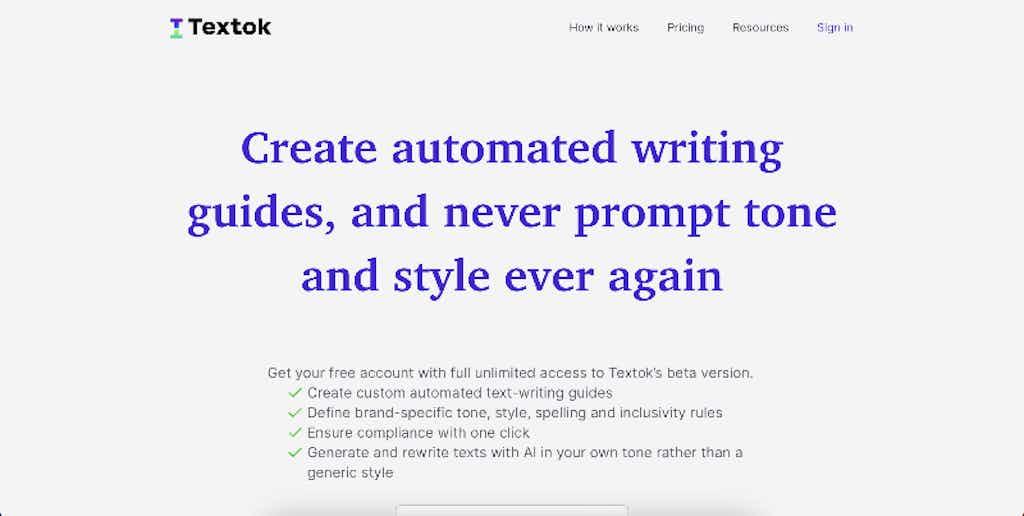 Textok
How it works Pricing Resources Sign in
Create automated writing
guides, and never prompt tone
and style ever again
Get your free account with full unlimited access to Textok's beta version.
Create custom automated text-writing guides
Define brand-specific tone, style, spelling and inclusivity rules
Ensure compliance with one click
Generate and rewrite texts with AI in your own tone rather than a
generic style